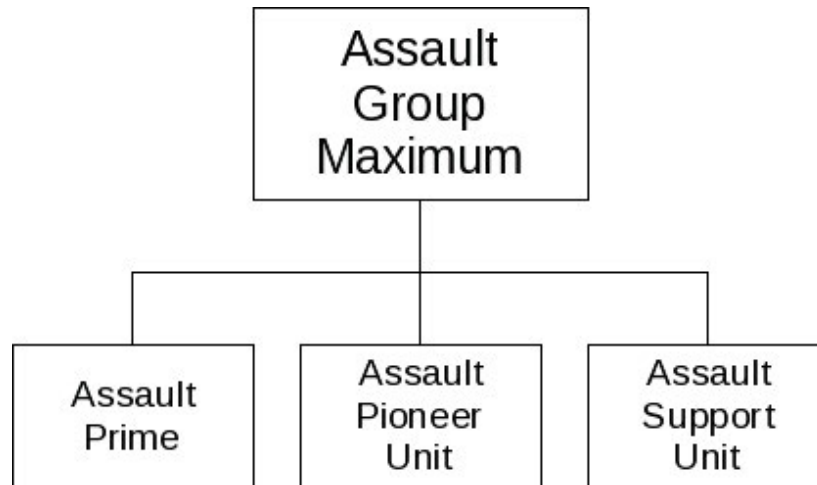 Assault
Group
Maximum
Assault
Prime
Assault
Pioneer
Unit
Assault
Support
Unit